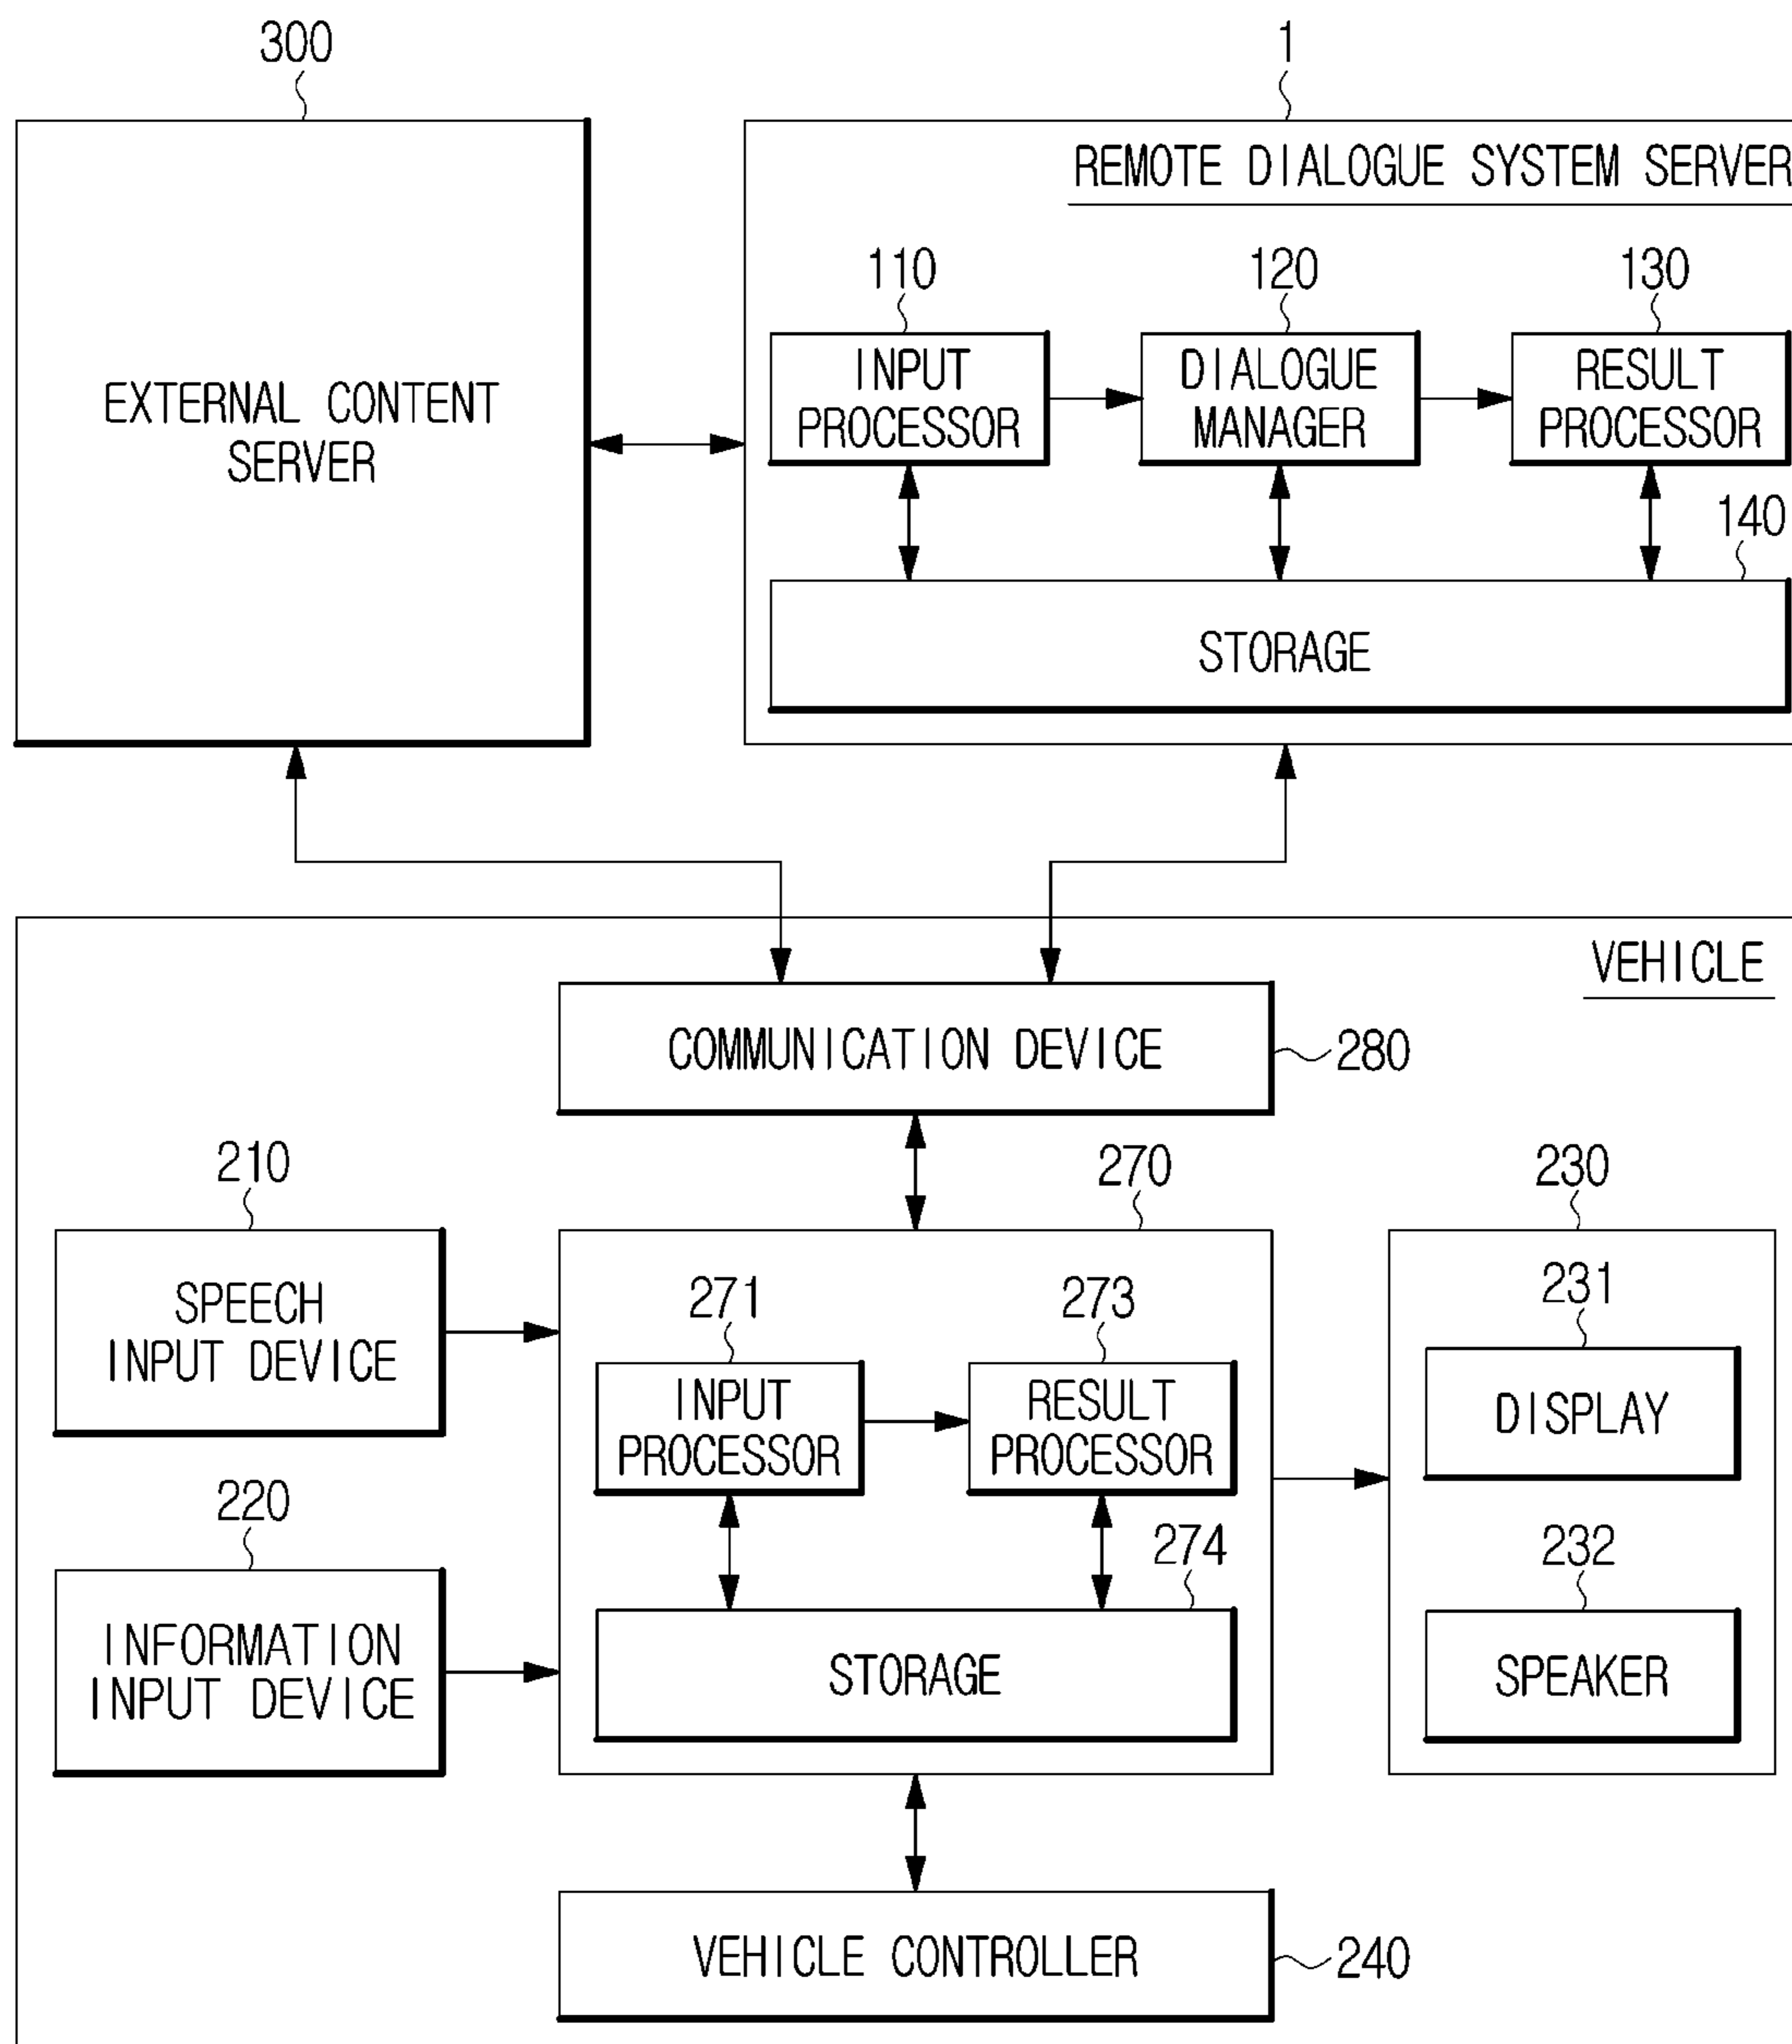 300
1
REMOTE DIALOGUE SYSTEM SERVER
110
120
130
EXTERNAL CONTENT
SERVER
INPUT
PROCESSOR
DIALOGUE
MANAGER
RESULT
PROCESSOR
140
STORAGE
VEHICLE
COMMUNICATION DEVICE
280
210
270
230
SPEECH
INPUT DEVICE
271
273
231
INPUT
PROCESSOR
RESULT
PROCESSOR
DISPLAY
220
274
232
INFORMATION
INPUT DEVICE
STORAGE
SPEAKER
VEHICLE CONTROLLER
240